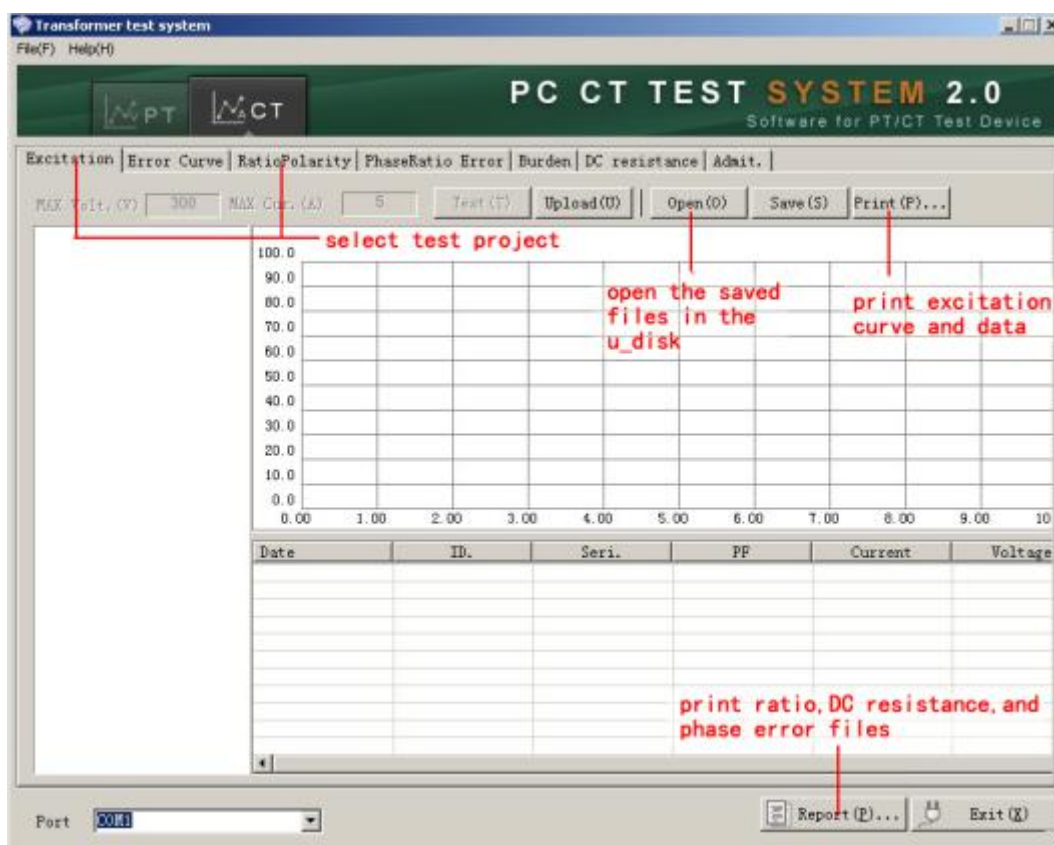 Transformer test system
File(F) Help(H)
PT
CT
PC CT TEST SYSTEM 2.0
Software for PT/CT Test Device
Excitation Error Curve RatioPolarity PhaseRatio Error Burden DC resistance Admit.
MAX Volt.(V) 300 MAX Cur.(A) 5 Test(T) Upload(U) Open(O) Save(S) Print(P)...
select test project
100.0
90.0
80.0
70.0
60.0
50.0
40.0
30.0
20.0
10.0
0.0
open the saved
files in the
u_disk
print excitation
curve and data
0.00 1.00 2.00 3.00 4.00 5.00 6.00 7.00 8.00 9.00 10
Date ID. Seri. PF Current Voltage
print ratio,DC resistance,and
phase error files
Port COM1 Report(P)... Exit(X)